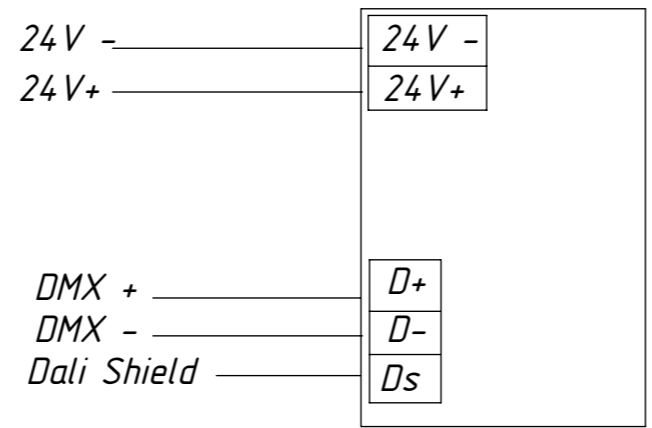 24V - 24V -
24V+ 24V+
DMX + D+
DMX - D-
Dali Shield Ds